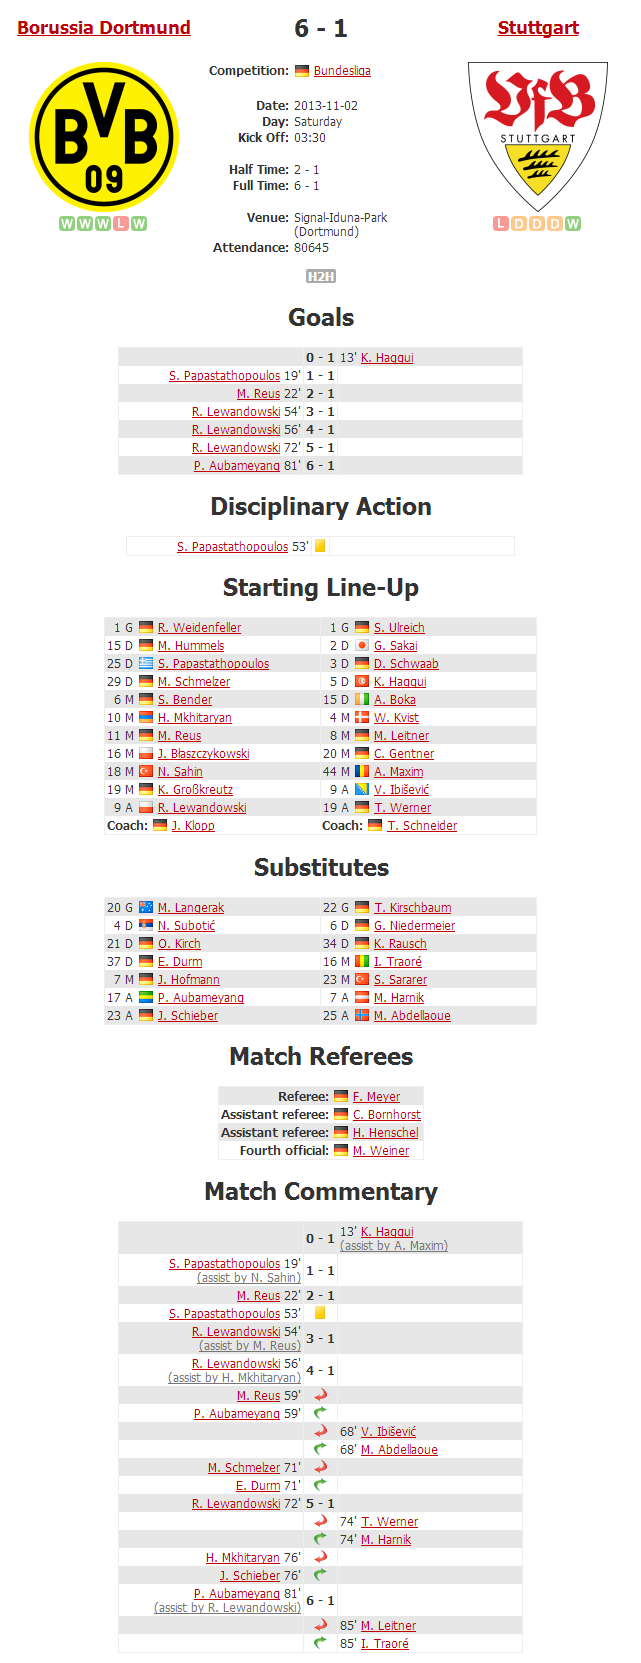 Borussia Dortmund 6 - 1 Stuttgart
Competition: Bundesliga
Date: 2013-11-02
Day: Saturday
Kick Off: 03:30
Half Time: 2 - 1
Full Time: 6 - 1
Venue: Signal-Iduna-Park
(Dortmund)
Attendance: 80645
BVB
09
VfB
STUTTGART
W W W L W
L D D D W
H2H
Goals
0 - 1 13' K. Haggui
S. Papastathopoulos 19' 1 - 1
M. Reus 22' 2 - 1
R. Lewandowski 54' 3 - 1
R. Lewandowski 56' 4 - 1
R. Lewandowski 72' 5 - 1
P. Aubameyang 81' 6 - 1
Disciplinary Action
S. Papastathopoulos 53'
Starting Line-Up
1 G R. Weidenfeller 1 G S. Ulreich
15 D M. Hummels 2 D G. Sakai
25 D S. Papastathopoulos 3 D D. Schwaab
29 D M. Schmelzer 5 D K. Haggui
6 M S. Bender 15 D A. Boka
10 M H. Mkhitaryan 4 M W. Kvist
11 M M. Reus 8 M M. Leitner
16 M J. Błaszczykowski 20 M C. Gentner
18 M N. Sahin 44 M A. Maxim
19 M K. Großkreutz 9 A V. Ibišević
9 A R. Lewandowski 19 A T. Werner
Coach: J. Klopp Coach: T. Schneider
Substitutes
20 G M. Langerak 22 G T. Kirschbaum
4 D N. Subotić 6 D G. Niedermeier
21 D O. Kirch 34 D K. Rausch
37 D E. Durm 16 M I. Traoré
7 M J. Hofmann 23 M S. Sararer
17 A P. Aubameyang 7 A M. Harnik
23 A J. Schieber 25 A M. Abdellaoue
Match Referees
Referee: F. Meyer
Assistant referee: C. Bornhorst
Assistant referee: H. Henschel
Fourth official: M. Weiner
Match Commentary
0 - 1 13' K. Haggui
(assist by A. Maxim)
S. Papastathopoulos 19' 1 - 1
(assist by N. Sahin)
M. Reus 22' 2 - 1
S. Papastathopoulos 53'
R. Lewandowski 54' 3 - 1
(assist by M. Reus)
R. Lewandowski 56' 4 - 1
(assist by H. Mkhitaryan)
M. Reus 59'
P. Aubameyang 59'
68' V. Ibišević
68' M. Abdellaoue
M. Schmelzer 71'
E. Durm 71'
R. Lewandowski 72' 5 - 1
74' T. Werner
74' M. Harnik
H. Mkhitaryan 76'
J. Schieber 76'
P. Aubameyang 81' 6 - 1
(assist by R. Lewandowski)
85' M. Leitner
85' I. Traoré